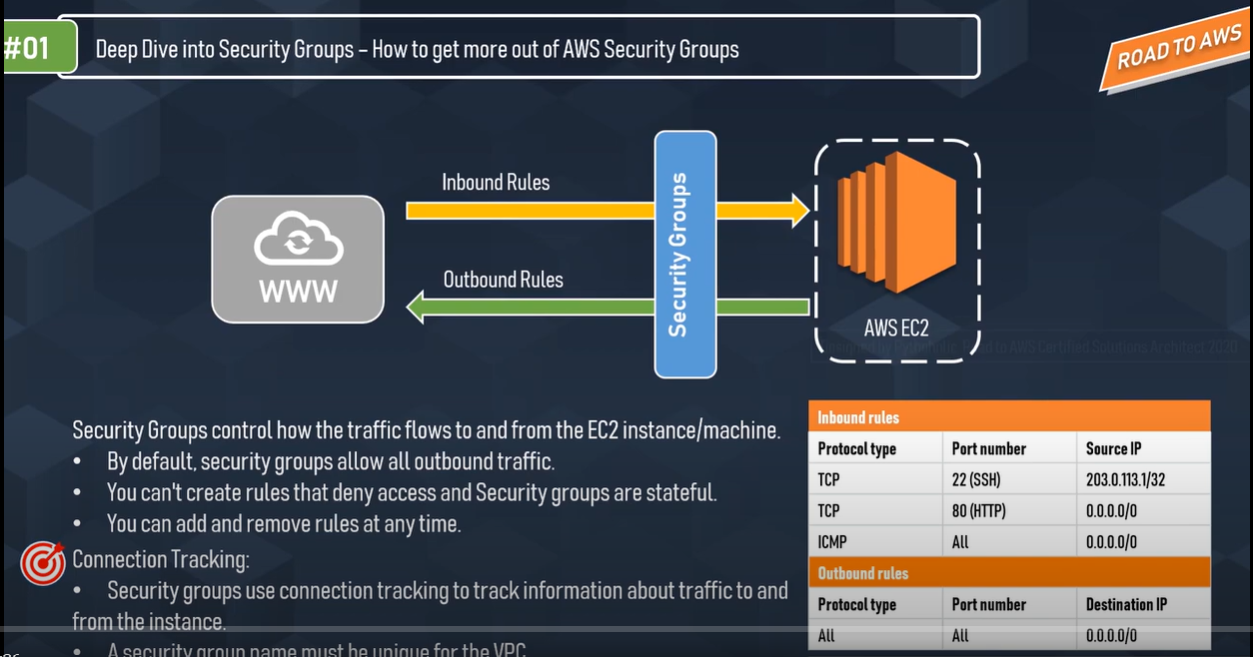 #01
Deep Dive into Security Groups – How to get more out of AWS Security Groups
ROAD TO AWS
Inbound Rules
Outbound Rules
WWW
Security Groups
AWS EC2
to AWS Certified Solutions Architect 2020
Security Groups control how the traffic flows to and from the EC2 instance/machine.
• By default, security groups allow all outbound traffic.
• You can't create rules that deny access and Security groups are stateful.
• You can add and remove rules at any time.
Connection Tracking:
• Security groups use connection tracking to track information about traffic to and
from the instance.
• A security group name must be unique for the VPC.
Inbound rules
Protocol type Port number Source IP
TCP 22 (SSH) 203.0.113.1/32
TCP 80 (HTTP) 0.0.0.0/0
ICMP All 0.0.0.0/0
Outbound rules
Protocol type Port number Destination IP
All All 0.0.0.0/0